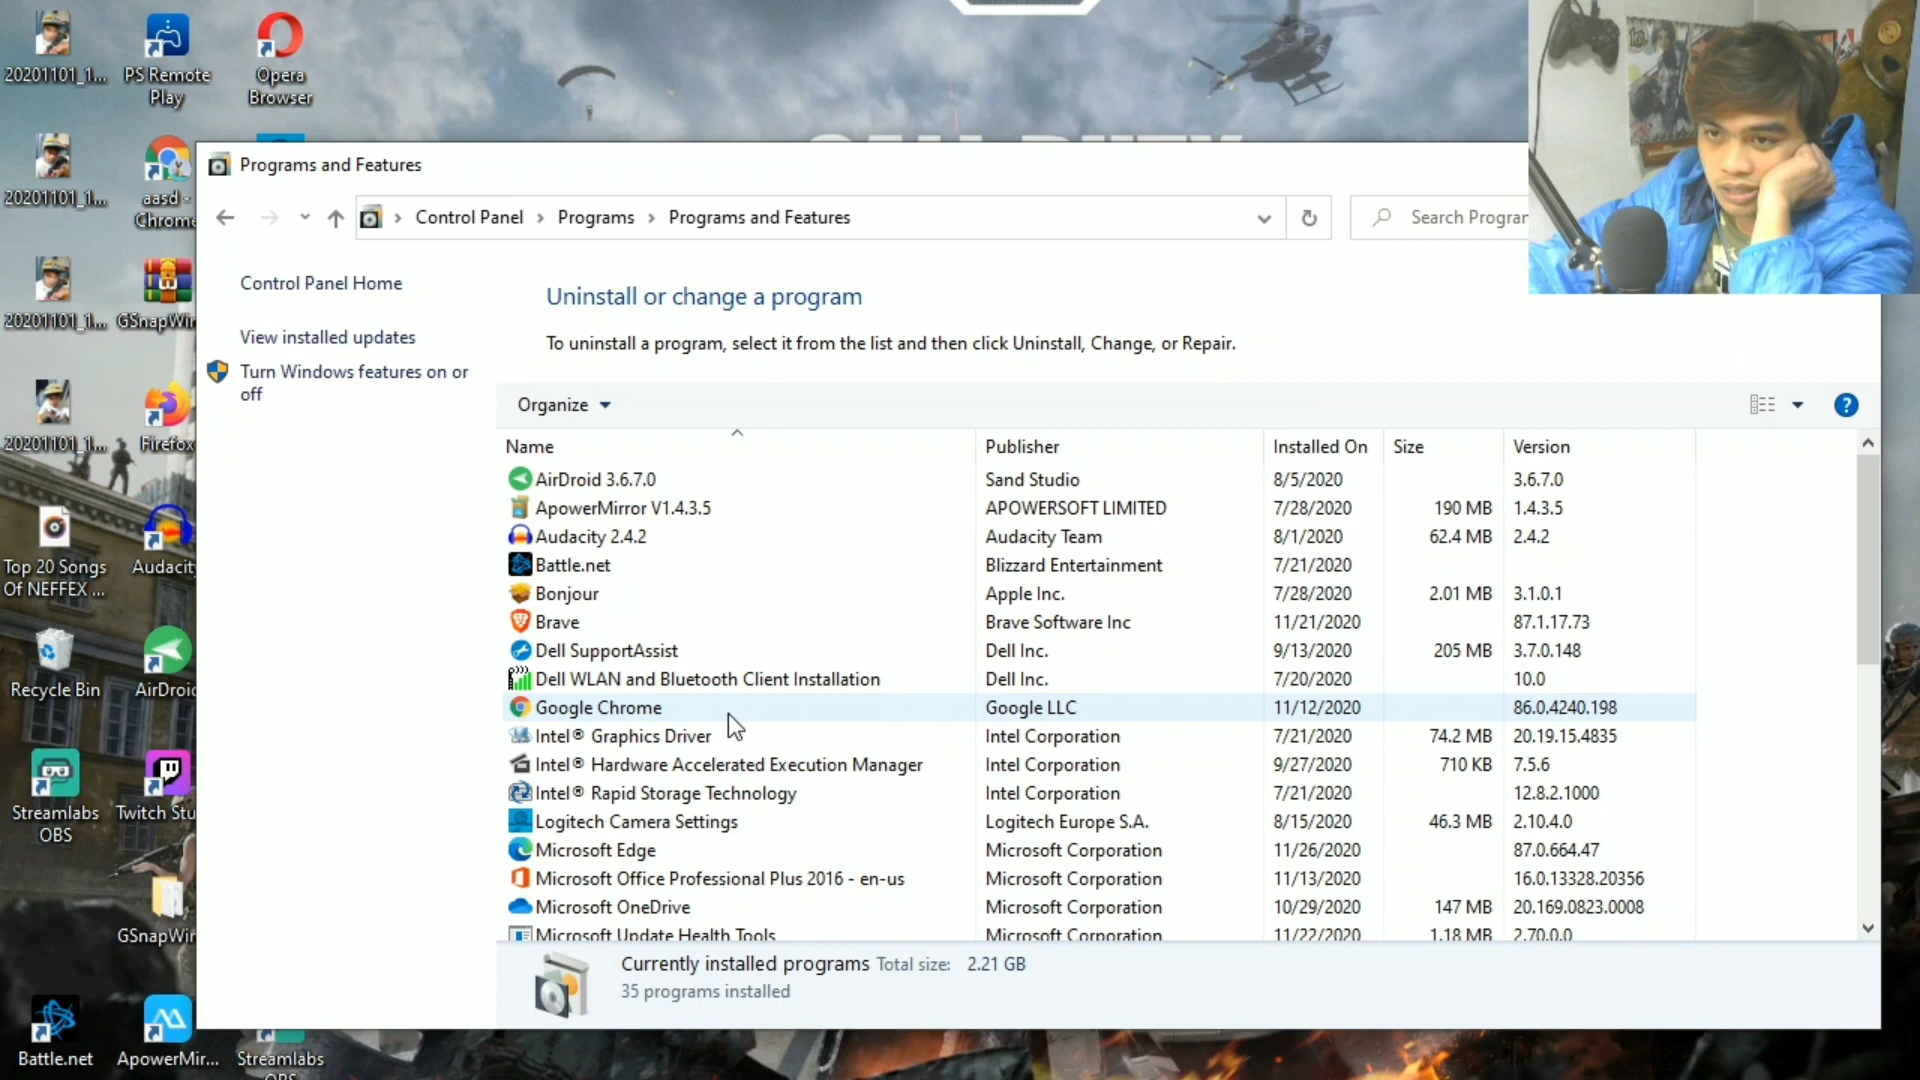 20201101_1...
PS Remote
Play
Opera
Browser
20201101_1...
aasd -
Chrome
20201101_1...
GSnapWin
20201101_1...
Firefox
Top 20 Songs
Of NEFFEX ...
Audacit
Recycle Bin
AirDroid
Streamlabs
OBS
Twitch Stu
GSnapWin
Battle.net
ApowerMir...
Streamlabs
OBS
Programs and Features
Control Panel > Programs > Programs and Features
Search Program
Control Panel Home
View installed updates
Turn Windows features on or
off
Uninstall or change a program
To uninstall a program, select it from the list and then click Uninstall, Change, or Repair.
Organize
Name Publisher Installed On Size Version
AirDroid 3.6.7.0 Sand Studio 8/5/2020 3.6.7.0
ApowerMirror V1.4.3.5 APOWERSOFT LIMITED 7/28/2020 190 MB 1.4.3.5
Audacity 2.4.2 Audacity Team 8/1/2020 62.4 MB 2.4.2
Battle.net Blizzard Entertainment 7/21/2020
Bonjour Apple Inc. 7/28/2020 2.01 MB 3.1.0.1
Brave Brave Software Inc 11/21/2020 87.1.17.73
Dell SupportAssist Dell Inc. 9/13/2020 205 MB 3.7.0.148
Dell WLAN and Bluetooth Client Installation Dell Inc. 7/20/2020 10.0
Google Chrome Google LLC 11/12/2020 86.0.4240.198
Intel® Graphics Driver Intel Corporation 7/21/2020 74.2 MB 20.19.15.4835
Intel® Hardware Accelerated Execution Manager Intel Corporation 9/27/2020 710 KB 7.5.6
Intel® Rapid Storage Technology Intel Corporation 7/21/2020 12.8.2.1000
Logitech Camera Settings Logitech Europe S.A. 8/15/2020 46.3 MB 2.10.4.0
Microsoft Edge Microsoft Corporation 11/26/2020 87.0.664.47
Microsoft Office Professional Plus 2016 - en-us Microsoft Corporation 11/13/2020 16.0.13328.20356
Microsoft OneDrive Microsoft Corporation 10/29/2020 147 MB 20.169.0823.0008
Microsoft Update Health Tools Microsoft Corporation 11/22/2020 1.18 MB 2.70.0.0
Currently installed programs Total size: 2.21 GB
35 programs installed